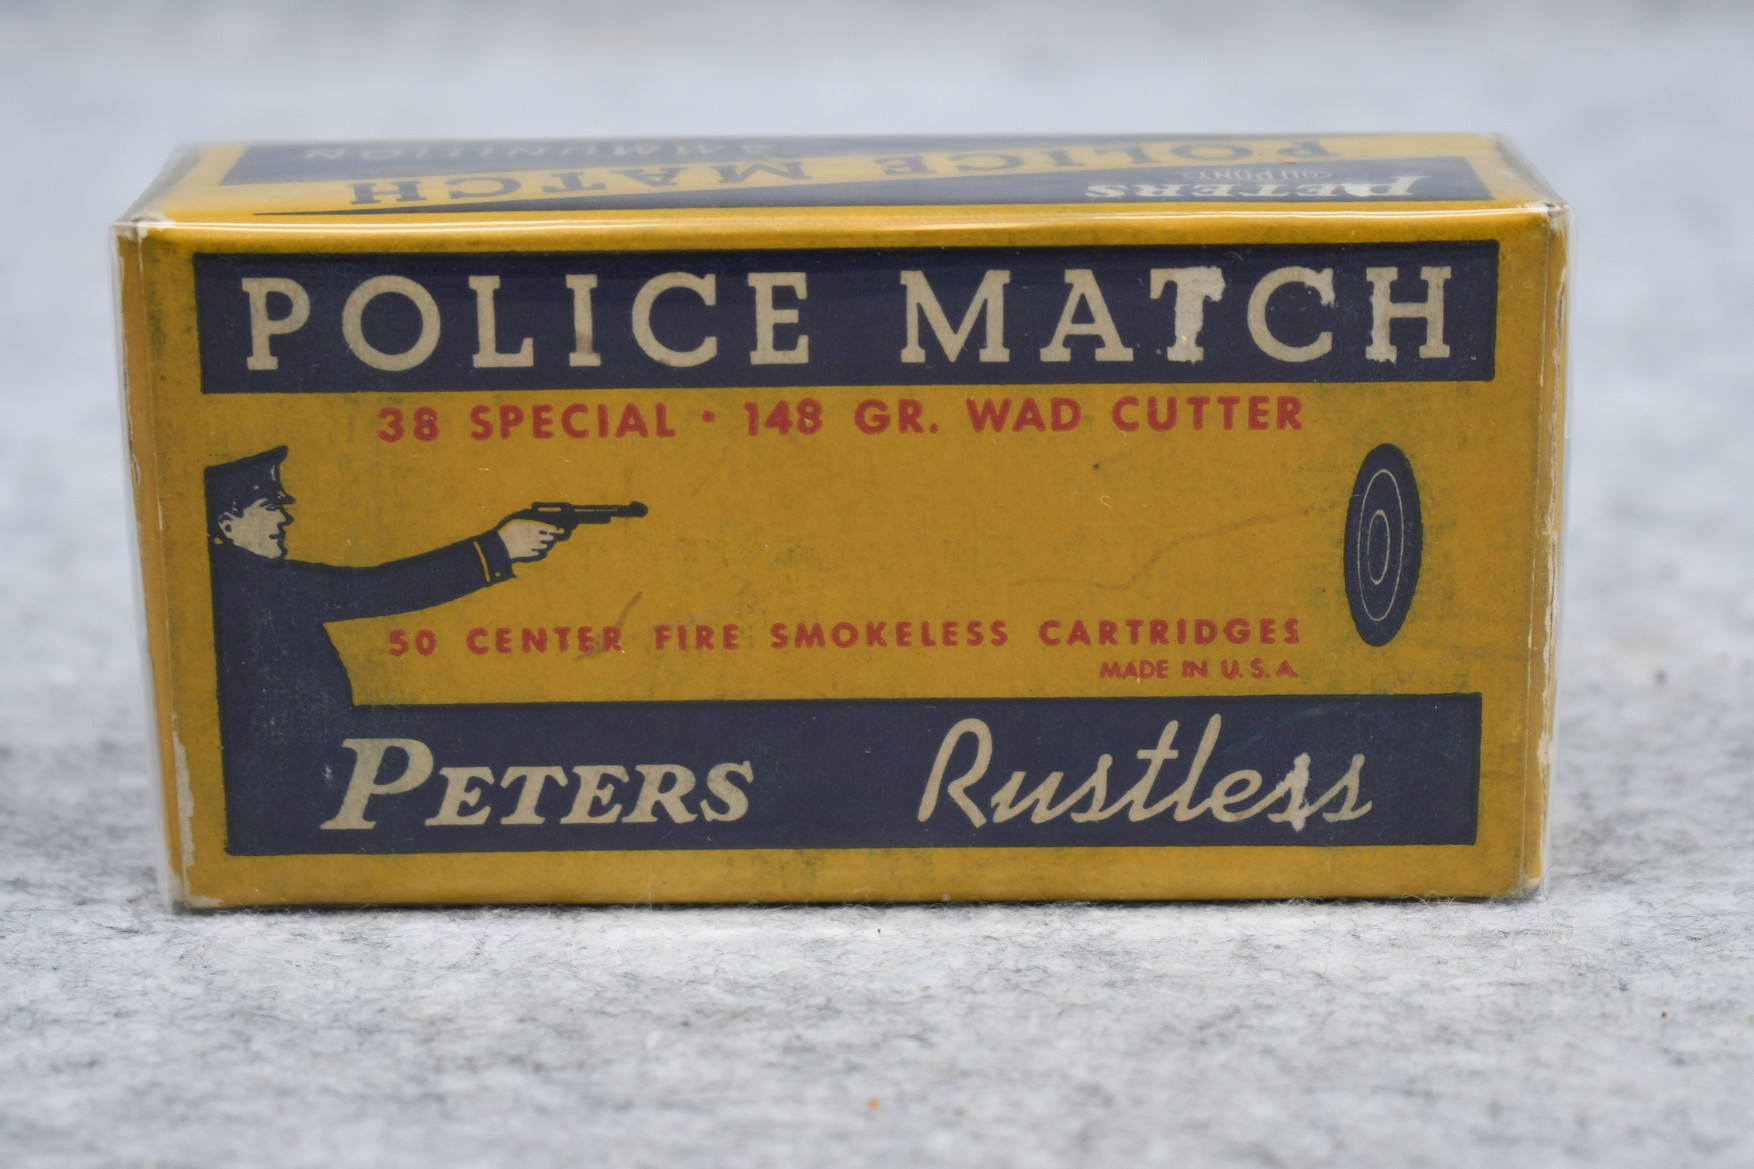 AMMUNITION
POLICE MATCH
PETERS
DUPONT
POLICE MATCH
38 SPECIAL · 148 GR. WAD CUTTER
50 CENTER FIRE SMOKELESS CARTRIDGES
MADE IN U.S.A.
PETERS Rustless